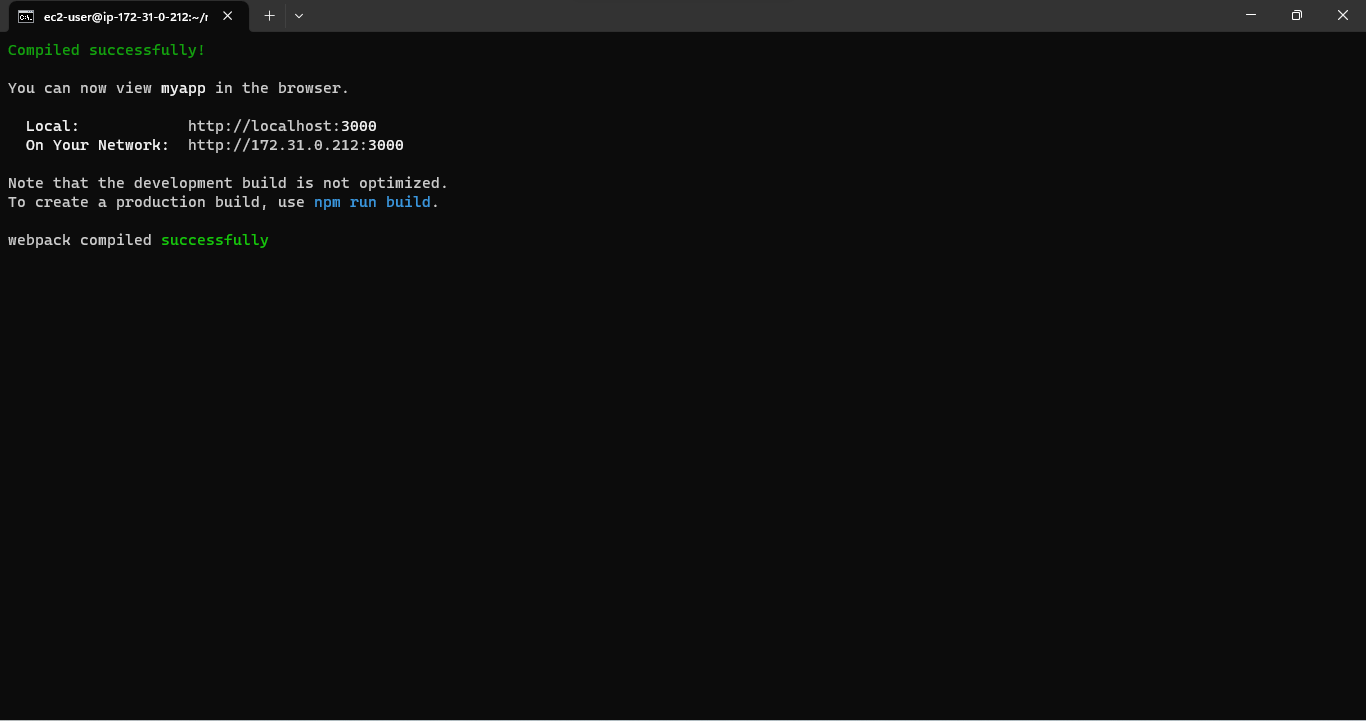 ec2-user@ip-172-31-0-212:~/r
Compiled successfully!
You can now view myapp in the browser.
Local: http://localhost:3000
On Your Network: http://172.31.0.212:3000
Note that the development build is not optimized.
To create a production build, use npm run build.
webpack compiled successfully